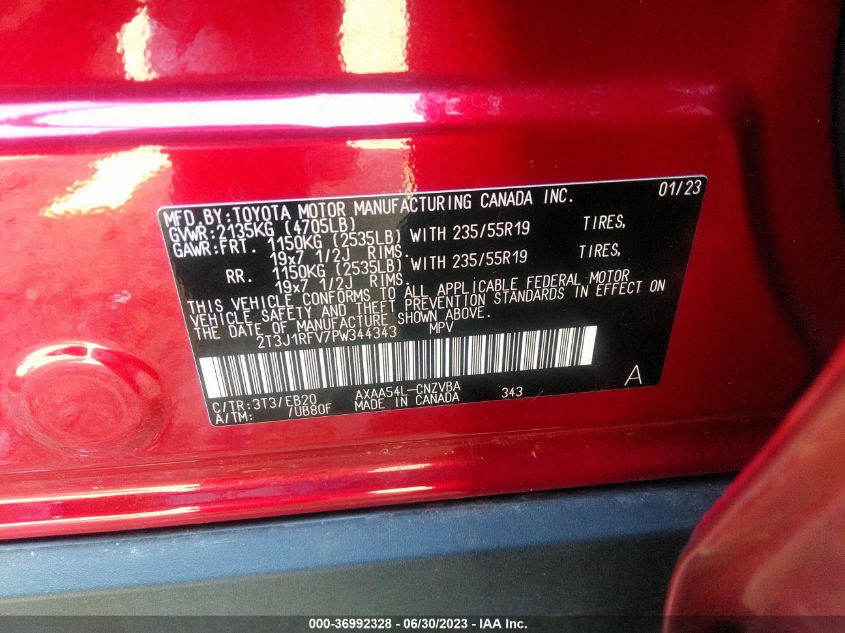 MFD.BY:TOYOTA MOTOR MANUFACTURING CANADA INC. 01/23
GVWR:2135KG (4705LB)
GAWR:FRT. 1150KG (2535LB) WITH 235/55R19 TIRES,
19x7 1/2J RIMS.
RR. 1150KG (2535LB) WITH 235/55R19 TIRES,
19x7 1/2J RIMS.
THIS VEHICLE CONFORMS TO ALL APPLICABLE FEDERAL MOTOR
VEHICLE SAFETY AND THEFT PREVENTION STANDARDS IN EFFECT ON
THE DATE OF MANUFACTURE SHOWN ABOVE.
2T3J1RFV7PW344343 MPV
C/TR:3T3/EB20 AXAA54L-CNZVBA 343 A
A/TM: /UB80F MADE IN CANADA
000-36992328 - 06/30/2023 - IAA Inc.